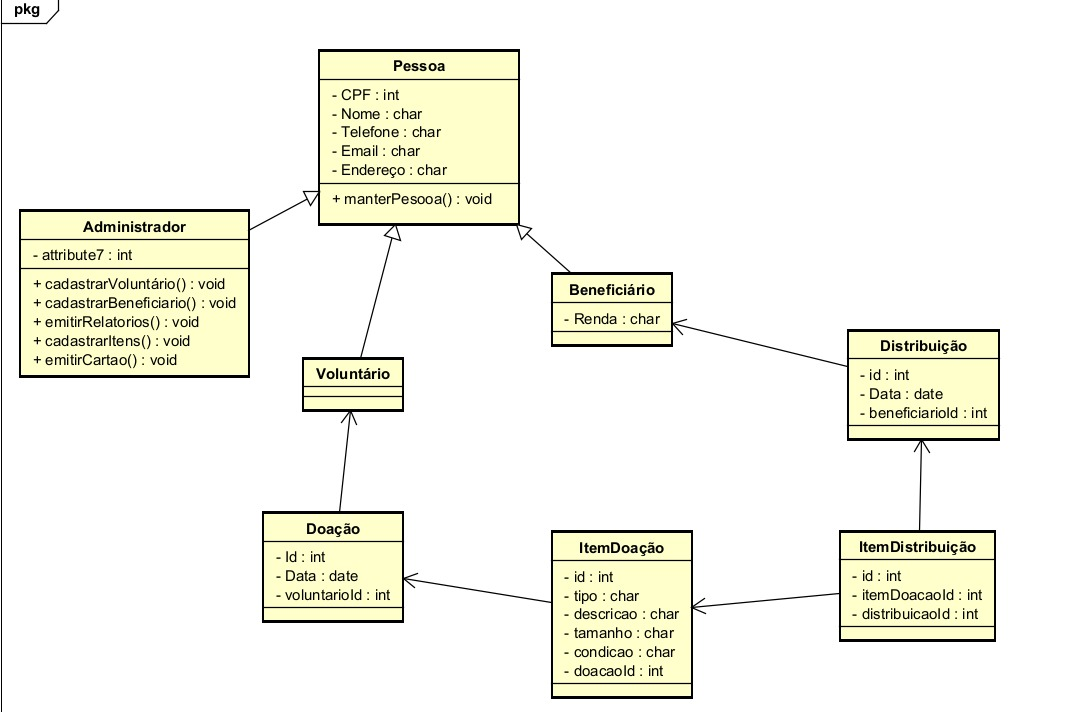 pkg
Pessoa
- CPF : int
- Nome : char
- Telefone : char
- Email : char
- Endereço : char
+ manterPesooa() : void
Administrador
- attribute7 : int
+ cadastrarVoluntário() : void
+ cadastrarBeneficiario() : void
+ emitirRelatorios() : void
+ cadastrarItens() : void
+ emitirCartao() : void
Beneficiário
- Renda : char
Voluntário
Distribuição
- id : int
- Data : date
- beneficiarioId : int
Doação
- Id : int
- Data : date
- voluntarioId : int
ItemDoação
- id : int
- tipo : char
- descricao : char
- tamanho : char
- condicao : char
- doacaoId : int
ItemDistribuição
- id : int
- itemDoacaoId : int
- distribuicaoId : int